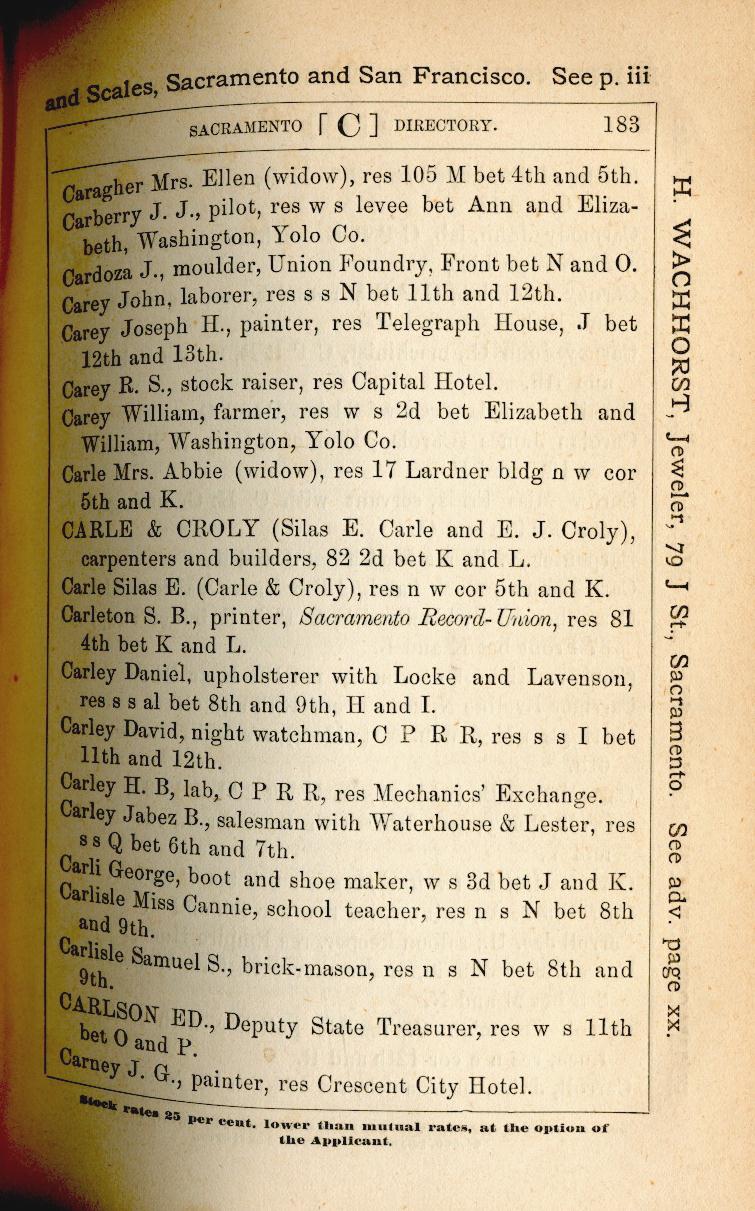 and Scales, Sacramento and San Francisco. See p. iii
SACRAMENTO [ C ] DIRECTORY. 183
Caragher Mrs. Ellen (widow), res 105 M bet 4th and 5th.
Carberry J. J., pilot, res w s levee bet Ann and Eliza-
beth, Washington, Yolo Co.
Cardoza J., moulder, Union Foundry, Front bet N and O.
Carey John, laborer, res s s N bet 11th and 12th.
Carey Joseph H., painter, res Telegraph House, J bet
12th and 13th.
Carey R. S., stock raiser, res Capital Hotel.
Carey William, farmer, res w s 2d bet Elizabeth and
William, Washington, Yolo Co.
Carle Mrs. Abbie (widow), res 17 Lardner bldg n w cor
5th and K.
CARLE & CROLY (Silas E. Carle and E. J. Croly),
carpenters and builders, 82 2d bet K and L.
Carle Silas E. (Carle & Croly), res n w cor 5th and K.
Carleton S. B., printer, Sacramento Record-Union, res 81
4th bet K and L.
Carley Daniel, upholsterer with Locke and Lavenson,
res s s al bet 8th and 9th, H and I.
Carley David, night watchman, C P R R, res s s I bet
11th and 12th.
Carley H. B, lab, C P R R, res Mechanics' Exchange.
Carley Jabez B., salesman with Waterhouse & Lester, res
s s Q bet 6th and 7th.
Carli George, boot and shoe maker, w s 3d bet J and K.
Carlisle Miss Cannie, school teacher, res n s N bet 8th
and 9th.
Carlisle Samuel S., brick-mason, res n s N bet 8th and
9th.
CARLSON ED., Deputy State Treasurer, res w s 11th
bet O and P.
Carney J. G., painter, res Crescent City Hotel.
Stock rates 25 per cent. lower than mutual rates, at the option of
the Applicant.
H. WACHHORST, Jeweler, 79 J St., Sacramento. See adv. page xx.